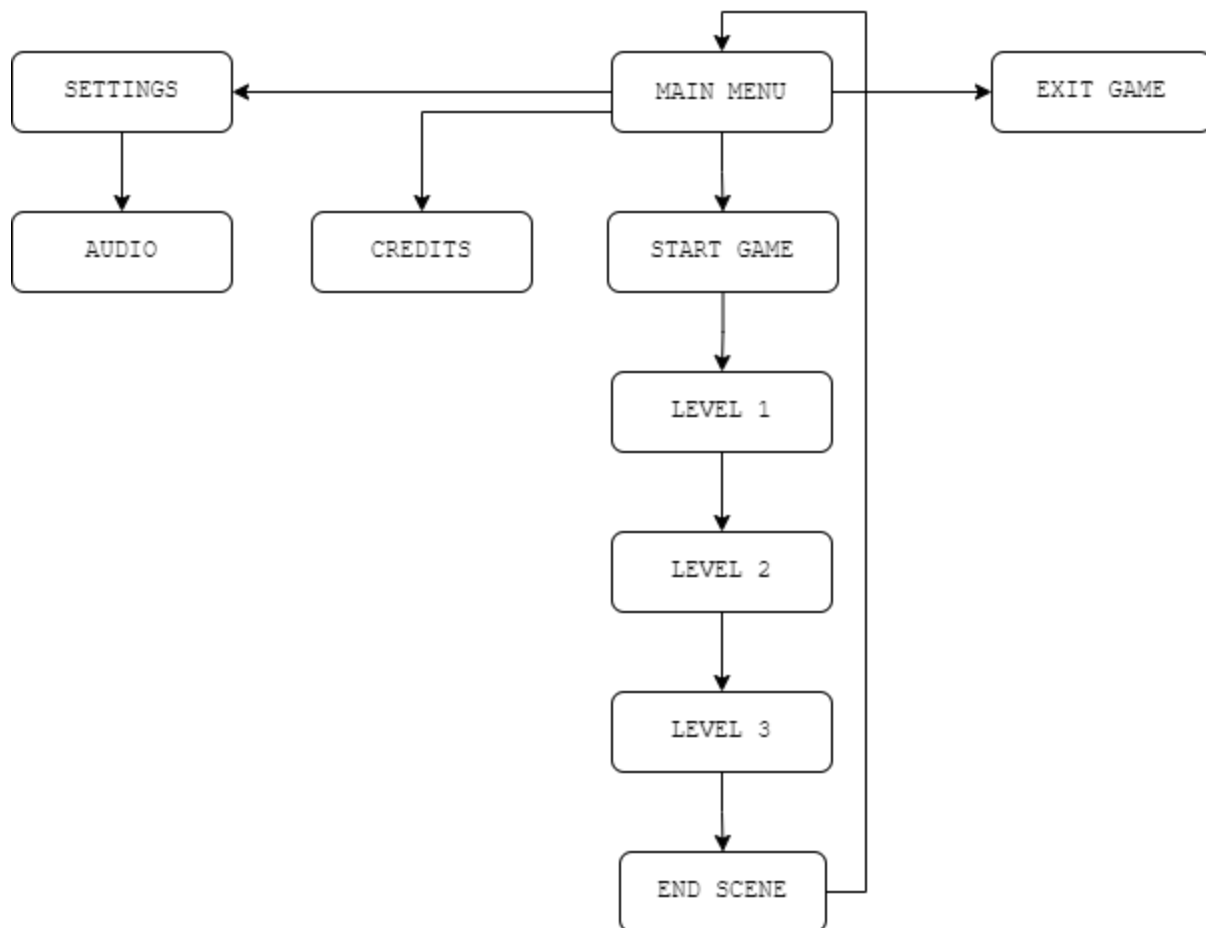 SETTINGS
MAIN MENU
EXIT GAME
AUDIO
CREDITS
START GAME
LEVEL 1
LEVEL 2
LEVEL 3
END SCENE